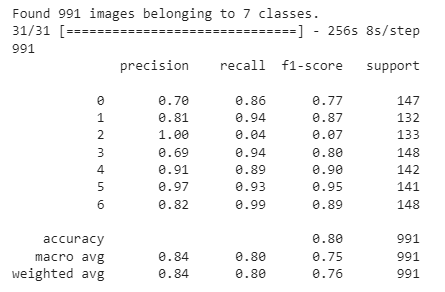 Found 991 images belonging to 7 classes.
31/31 [==============================] - 256s 8s/step
991
precision recall f1-score support
0 0.70 0.86 0.77 147
1 0.81 0.94 0.87 132
2 1.00 0.04 0.07 133
3 0.69 0.94 0.80 148
4 0.91 0.89 0.90 142
5 0.97 0.93 0.95 141
6 0.82 0.99 0.89 148
accuracy 0.80 991
macro avg 0.84 0.80 0.75 991
weighted avg 0.84 0.80 0.76 991